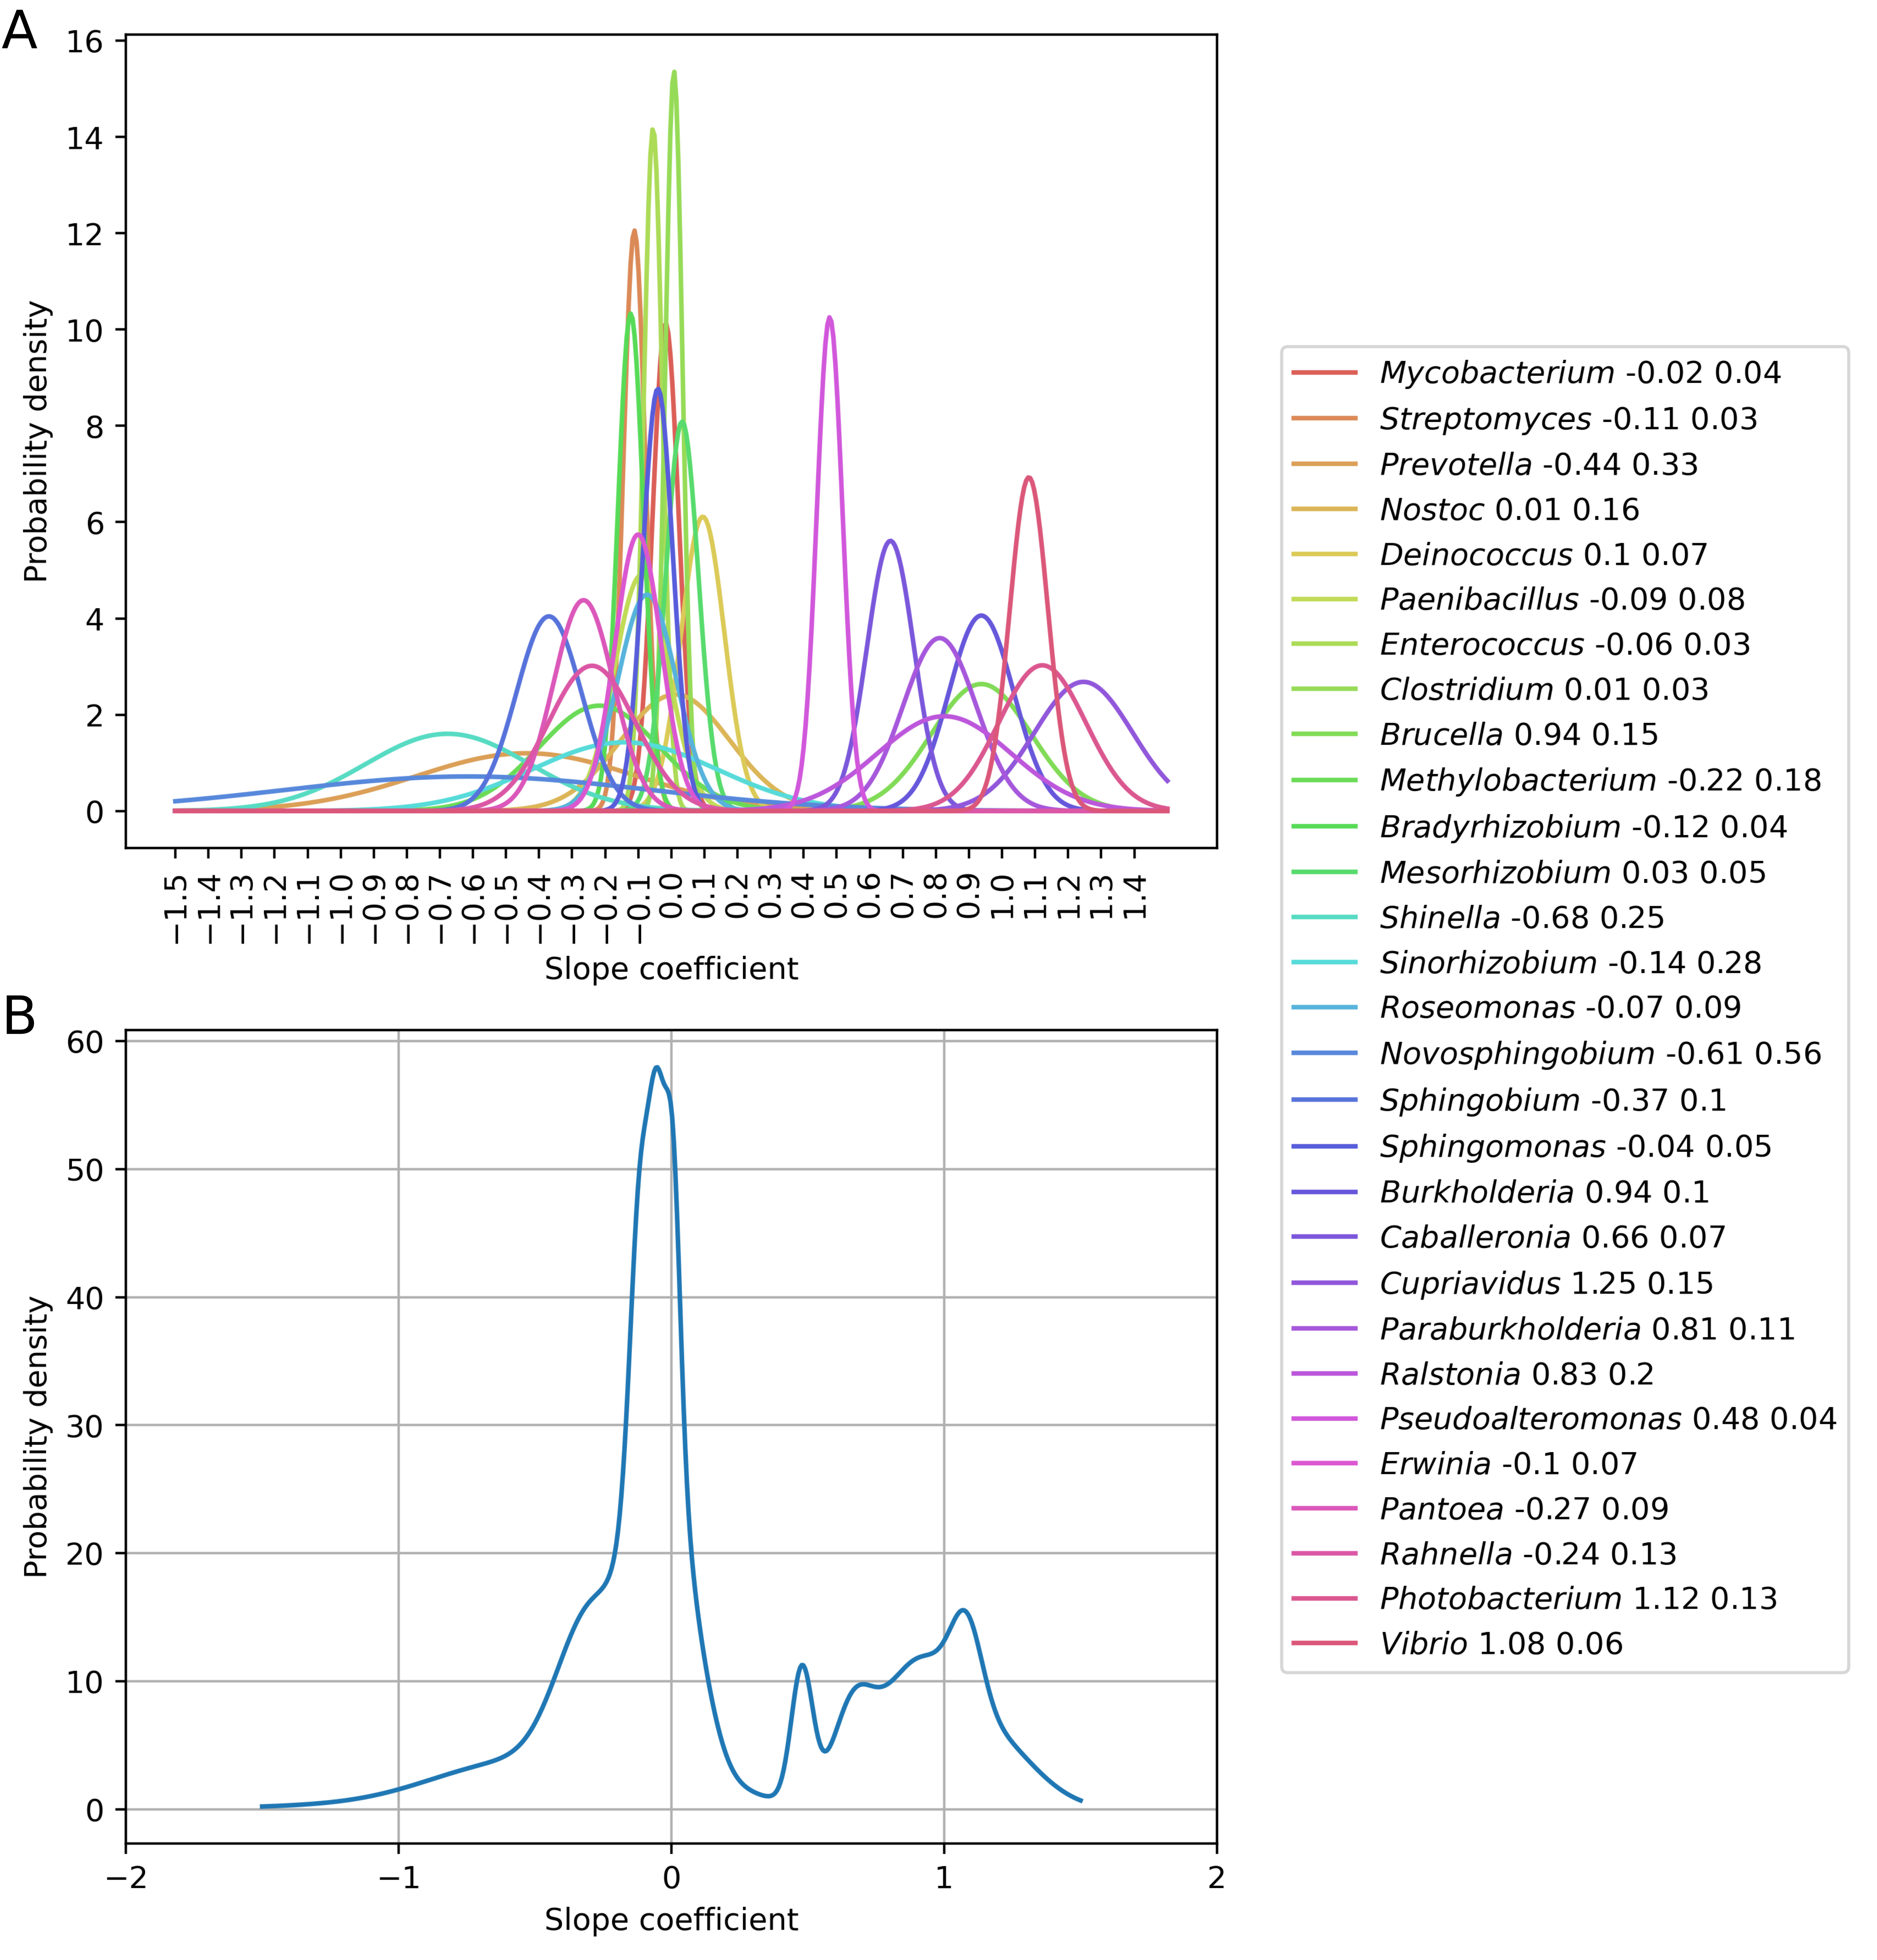 A
16
14
12
10
8
6
4
2
0
Probability density
−1.5
−1.4
−1.3
−1.2
−1.1
−1.0
−0.9
−0.8
−0.7
−0.6
−0.5
−0.4
−0.3
−0.2
−0.1
0.0
0.1
0.2
0.3
0.4
0.5
0.6
0.7
0.8
0.9
1.0
1.1
1.2
1.3
1.4
Slope coefficient
B
60
50
40
30
20
10
0
Probability density
−2
−1
0
1
2
Slope coefficient
Mycobacterium -0.02 0.04
Streptomyces -0.11 0.03
Prevotella -0.44 0.33
Nostoc 0.01 0.16
Deinococcus 0.1 0.07
Paenibacillus -0.09 0.08
Enterococcus -0.06 0.03
Clostridium 0.01 0.03
Brucella 0.94 0.15
Methylobacterium -0.22 0.18
Bradyrhizobium -0.12 0.04
Mesorhizobium 0.03 0.05
Shinella -0.68 0.25
Sinorhizobium -0.14 0.28
Roseomonas -0.07 0.09
Novosphingobium -0.61 0.56
Sphingobium -0.37 0.1
Sphingomonas -0.04 0.05
Burkholderia 0.94 0.1
Caballeronia 0.66 0.07
Cupriavidus 1.25 0.15
Paraburkholderia 0.81 0.11
Ralstonia 0.83 0.2
Pseudoalteromonas 0.48 0.04
Erwinia -0.1 0.07
Pantoea -0.27 0.09
Rahnella -0.24 0.13
Photobacterium 1.12 0.13
Vibrio 1.08 0.06